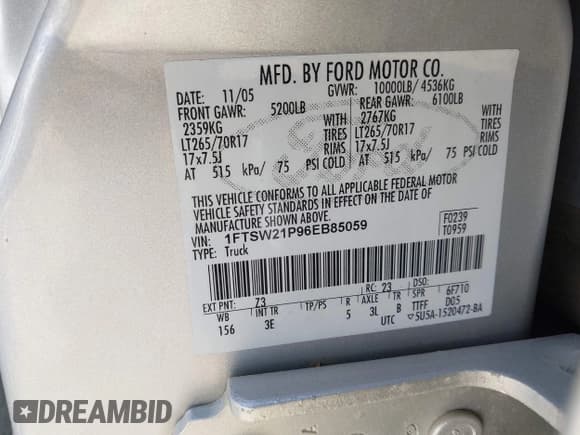 MFD. BY FORD MOTOR CO.
DATE: 11/05 GVWR: 10000LB/ 4536KG
FRONT GAWR: 5200LB REAR GAWR: 6100LB
2359KG WITH 2767KG WITH
LT265/70R17 TIRES LT265/70R17 TIRES
17x7.5J RIMS 17x7.5J RIMS
AT 515 kPa/ 75 PSI COLD AT 515 kPa/ 75 PSI COLD
THIS VEHICLE CONFORMS TO ALL APPLICABLE FEDERAL MOTOR
VEHICLE SAFETY STANDARDS IN EFFECT ON THE DATE OF
MANUFACTURE SHOWN ABOVE.
VIN: 1FTSW21P96EB85059 F0239
TYPE: Truck T0959
EXT PNT: Z3 RC: 23 DSO:
WB INT TR TP/PS R AXLE TR SPR 6F710
156 3E 5 3L B TTFF D05
UTC ▽5U5A-1520472-BA
DREAMBID